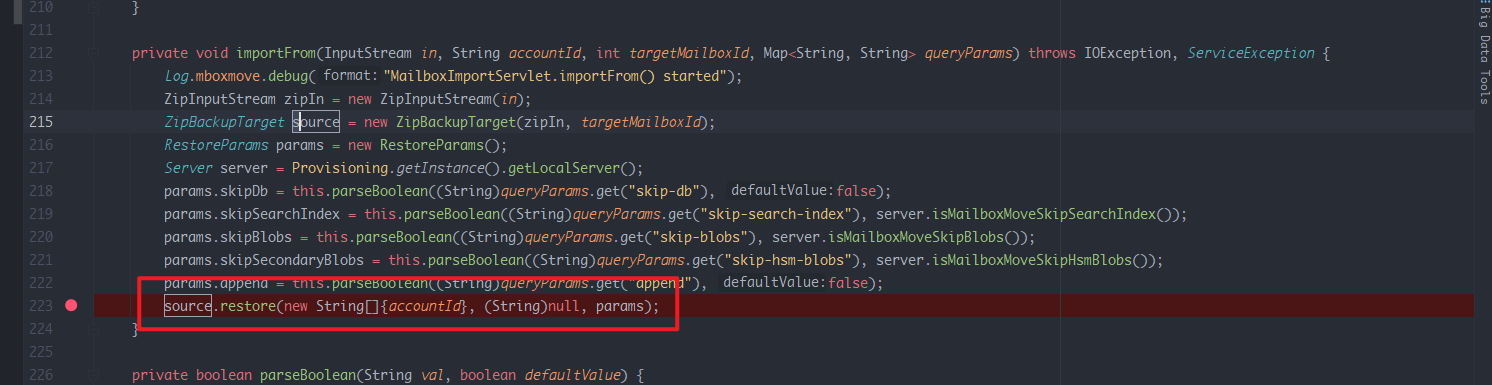 210 }
211
212 private void importFrom(InputStream in, String accountId, int targetMailboxId, Map<String, String> queryParams) throws IOException, ServiceException {
213 Log.mboxmove.debug( format: "MailboxImportServlet.importFrom() started");
214 ZipInputStream zipIn = new ZipInputStream(in);
215 ZipBackupTarget source = new ZipBackupTarget(zipIn, targetMailboxId);
216 RestoreParams params = new RestoreParams();
217 Server server = Provisioning.getInstance().getLocalServer();
218 params.skipDb = this.parseBoolean((String)queryParams.get("skip-db"), defaultValue: false);
219 params.skipSearchIndex = this.parseBoolean((String)queryParams.get("skip-search-index"), server.isMailboxMoveSkipSearchIndex());
220 params.skipBlobs = this.parseBoolean((String)queryParams.get("skip-blobs"), server.isMailboxMoveSkipBlobs());
221 params.skipSecondaryBlobs = this.parseBoolean((String)queryParams.get("skip-hsm-blobs"), server.isMailboxMoveSkipHsmBlobs());
222 params.append = this.parseBoolean((String)queryParams.get("append"), defaultValue: false);
223 source.restore(new String[]{accountId}, (String)null, params);
224 }
225
226 private boolean parseBoolean(String val, boolean defaultValue) {
Big Data Tools